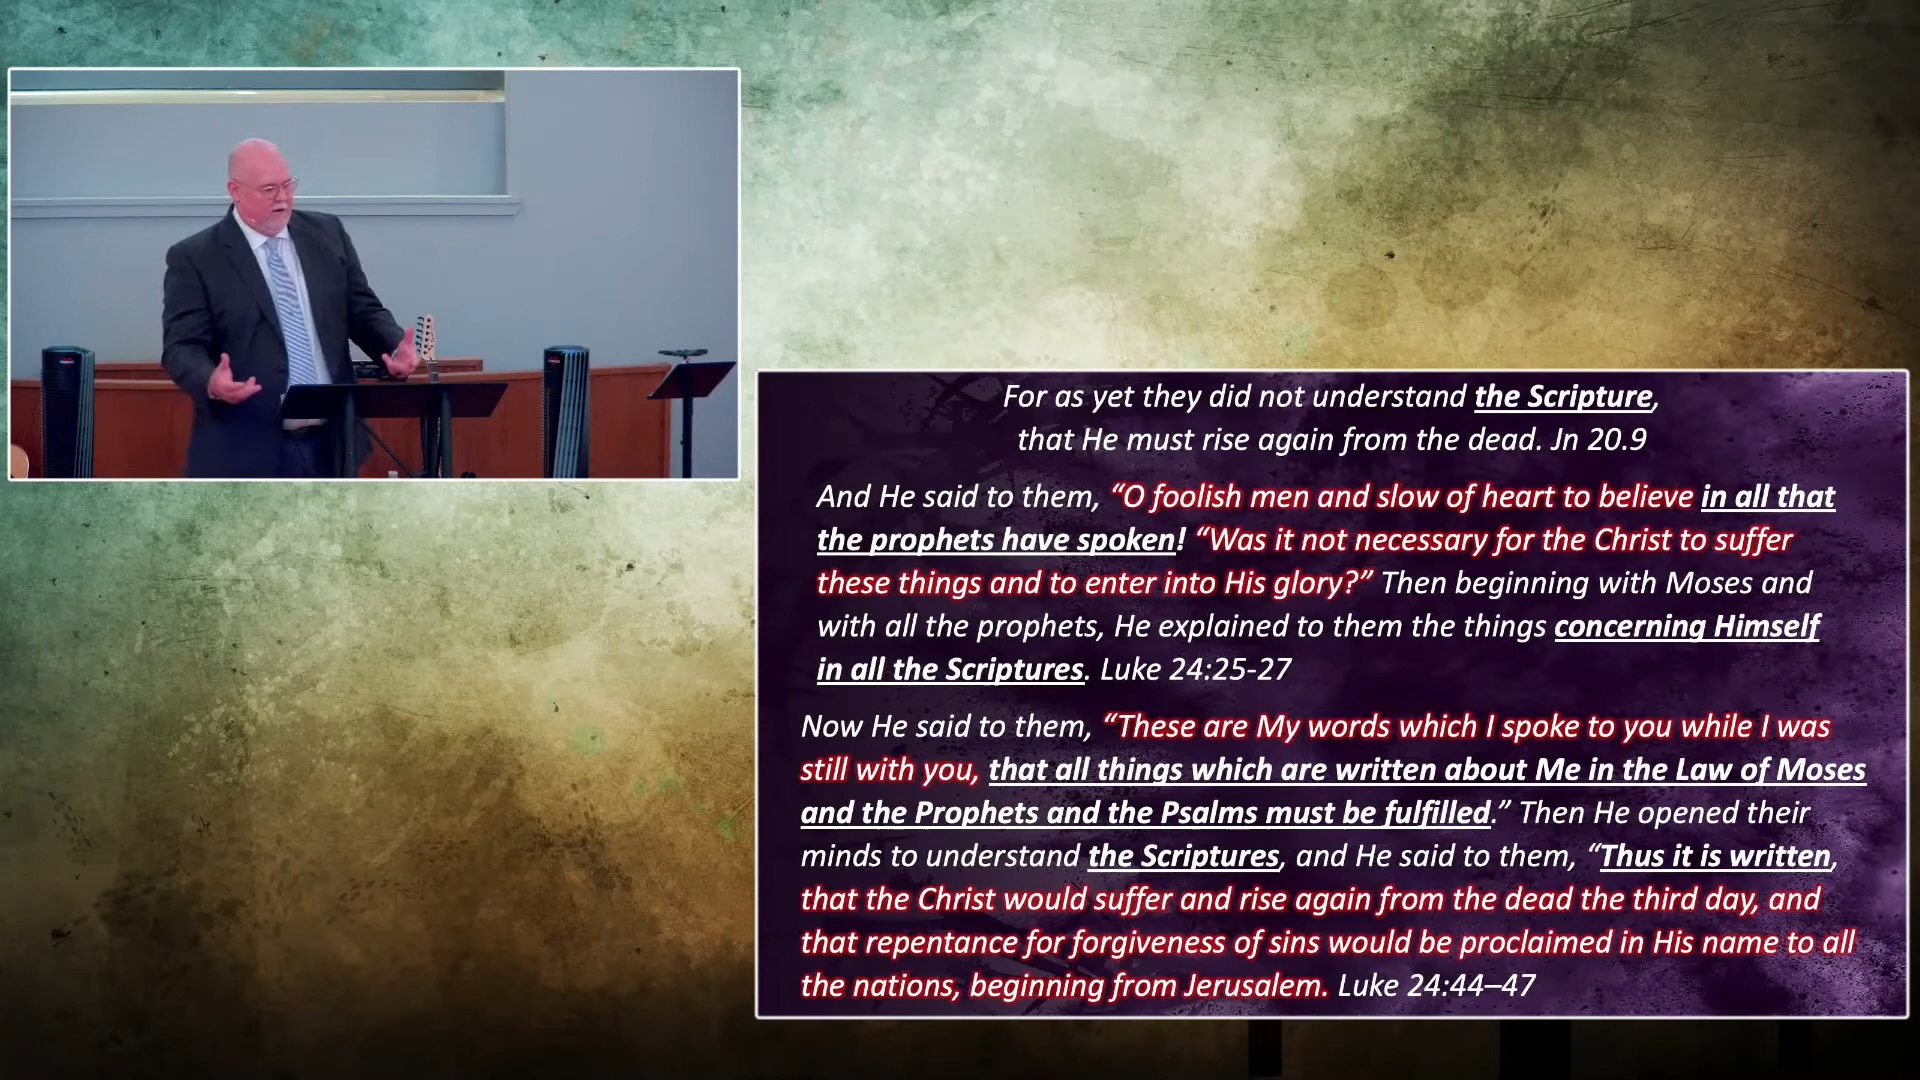 For as yet they did not understand the Scripture,
that He must rise again from the dead. Jn 20.9
And He said to them, “O foolish men and slow of heart to believe in all that
the prophets have spoken! “Was it not necessary for the Christ to suffer
these things and to enter into His glory?” Then beginning with Moses and
with all the prophets, He explained to them the things concerning Himself
in all the Scriptures. Luke 24:25-27
Now He said to them, “These are My words which I spoke to you while I was
still with you, that all things which are written about Me in the Law of Moses
and the Prophets and the Psalms must be fulfilled.” Then He opened their
minds to understand the Scriptures, and He said to them, “Thus it is written,
that the Christ would suffer and rise again from the dead the third day, and
that repentance for forgiveness of sins would be proclaimed in His name to all
the nations, beginning from Jerusalem. Luke 24:44–47